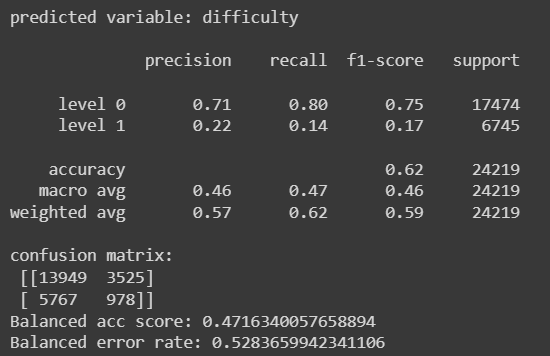 predicted variable: difficulty
precision recall f1-score support
level 0 0.71 0.80 0.75 17474
level 1 0.22 0.14 0.17 6745
accuracy 0.62 24219
macro avg 0.46 0.47 0.46 24219
weighted avg 0.57 0.62 0.59 24219
confusion matrix:
[[13949 3525]
[ 5767 978]]
Balanced acc score: 0.4716340057658894
Balanced error rate: 0.5283659942341106